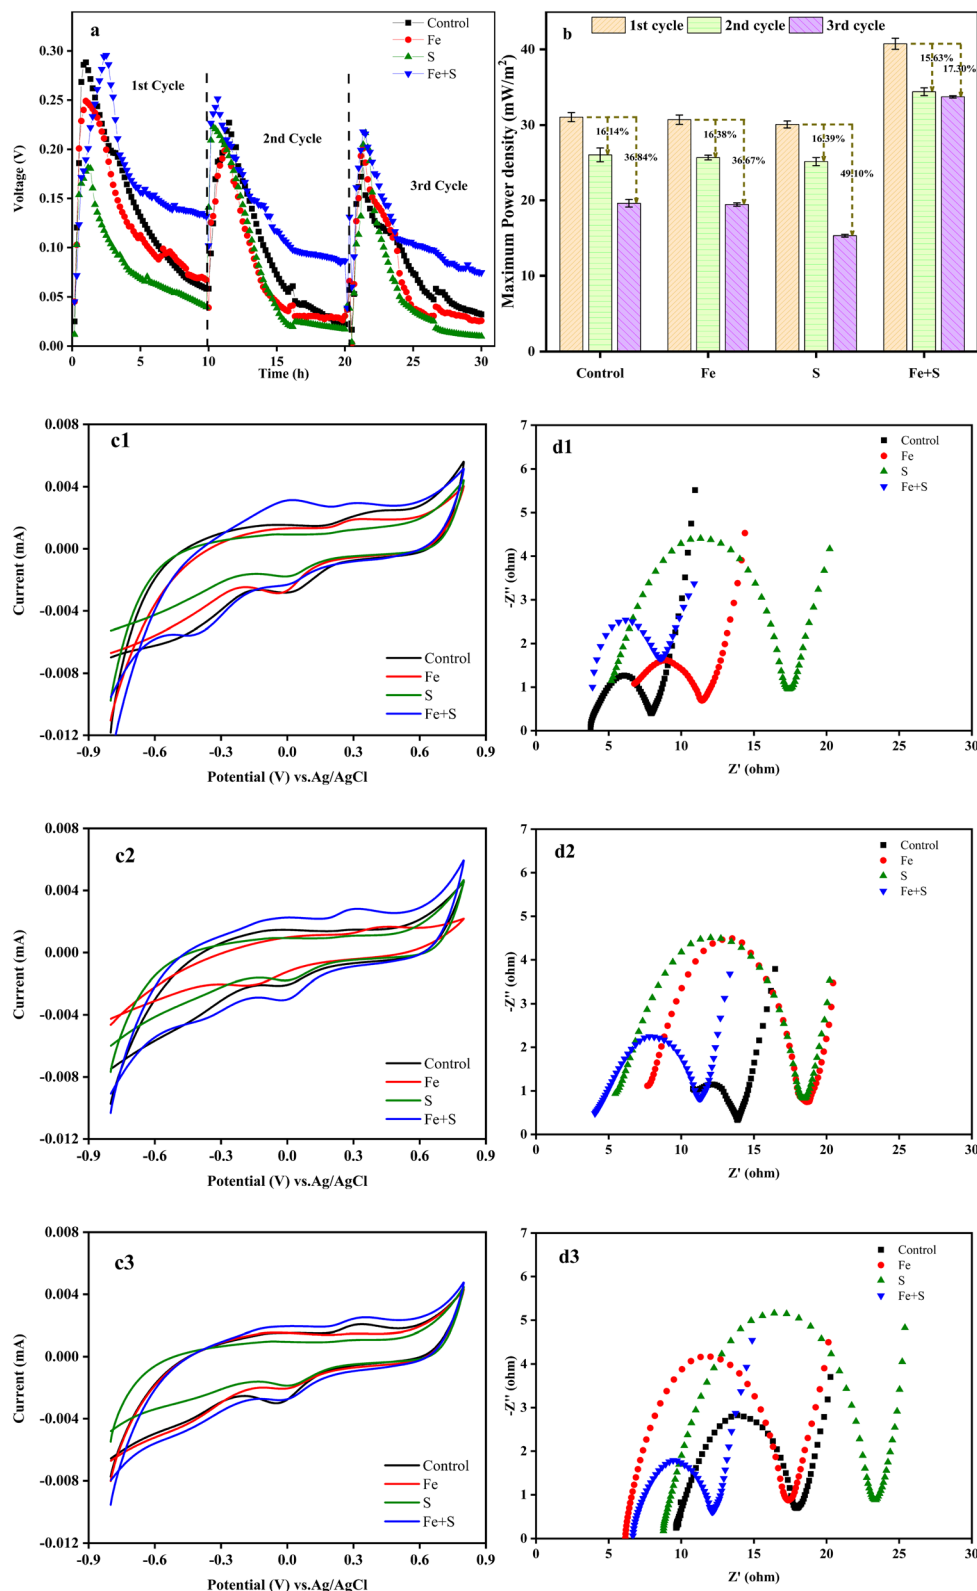 a
Control
Fe
S
Fe+S
1st Cycle
2nd Cycle
3rd Cycle
0.30
0.25
0.20
0.15
0.10
0.05
0.00
Voltage (V)
0 5 10 15 20 25 30
Time (h)
b
1st cycle 2nd cycle 3rd cycle
40
30
20
10
0
Maximum Power density (mW/m²)
16.14%
36.84%
16.38%
36.67%
16.39%
49.10%
15.63%
17.30%
Control Fe S Fe+S
c1
0.008
0.004
0.000
-0.004
-0.008
-0.012
Current (mA)
Control
Fe
S
Fe+S
-0.9 -0.6 -0.3 0.0 0.3 0.6 0.9
Potential (V) vs.Ag/AgCl
d1
Control
Fe
S
Fe+S
7
6
5
4
3
2
1
0
-Z'' (ohm)
0 5 10 15 20 25 30
Z' (ohm)
c2
0.008
0.004
0.000
-0.004
-0.008
-0.012
Current (mA)
Control
Fe
S
Fe+S
-0.9 -0.6 -0.3 0.0 0.3 0.6 0.9
Potential (V) vs.Ag/AgCl
d2
Control
Fe
S
Fe+S
7
6
5
4
3
2
1
0
-Z'' (ohm)
0 5 10 15 20 25 30
Z' (ohm)
c3
0.008
0.004
0.000
-0.004
-0.008
-0.012
Current (mA)
Control
Fe
S
Fe+S
-0.9 -0.6 -0.3 0.0 0.3 0.6 0.9
Potential (V) vs.Ag/AgCl
d3
Control
Fe
S
Fe+S
7
6
5
4
3
2
1
0
-Z'' (ohm)
0 5 10 15 20 25 30
Z' (ohm)